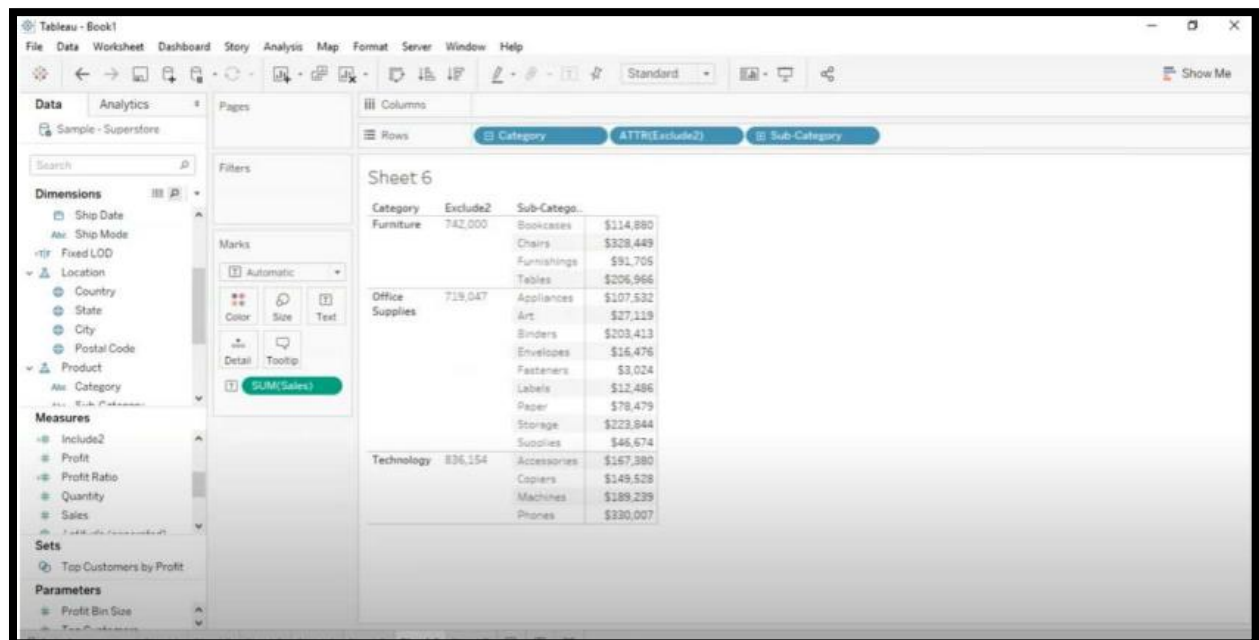 Tableau - Book1
File Data Worksheet Dashboard Story Analysis Map Format Server Window Help
Standard
Show Me
Data Analytics
Pages
Columns
Sample - Superstore
Rows
Category ATTR(Exclude2) Sub-Category
Search
Filters
Sheet 6
Dimensions
Category Exclude2 Sub-Catego..
Ship Date
Furniture 742,000 Bookcases $114,880
Abc Ship Mode
Marks
Chairs $328,449
Fixed LOD
Furnishings $91,705
Location
Automatic
Tables $206,966
Country
Office Supplies 719,047 Appliances $107,532
State
Color Size Text
Art $27,119
City
Binders $203,413
Postal Code
Detail Tooltip
Envelopes $16,476
Product
Fasteners $3,024
Abc Category
SUM(Sales)
Labels $12,486
Abc Sub-Category
Paper $78,479
Measures
Storage $223,844
Include2
Supplies $46,674
Profit
Technology 836,154 Accessories $167,380
Profit Ratio
Copiers $149,528
Quantity
Machines $189,239
Sales
Phones $330,007
Sets
Top Customers by Profit
Parameters
Profit Bin Size
Top Customers